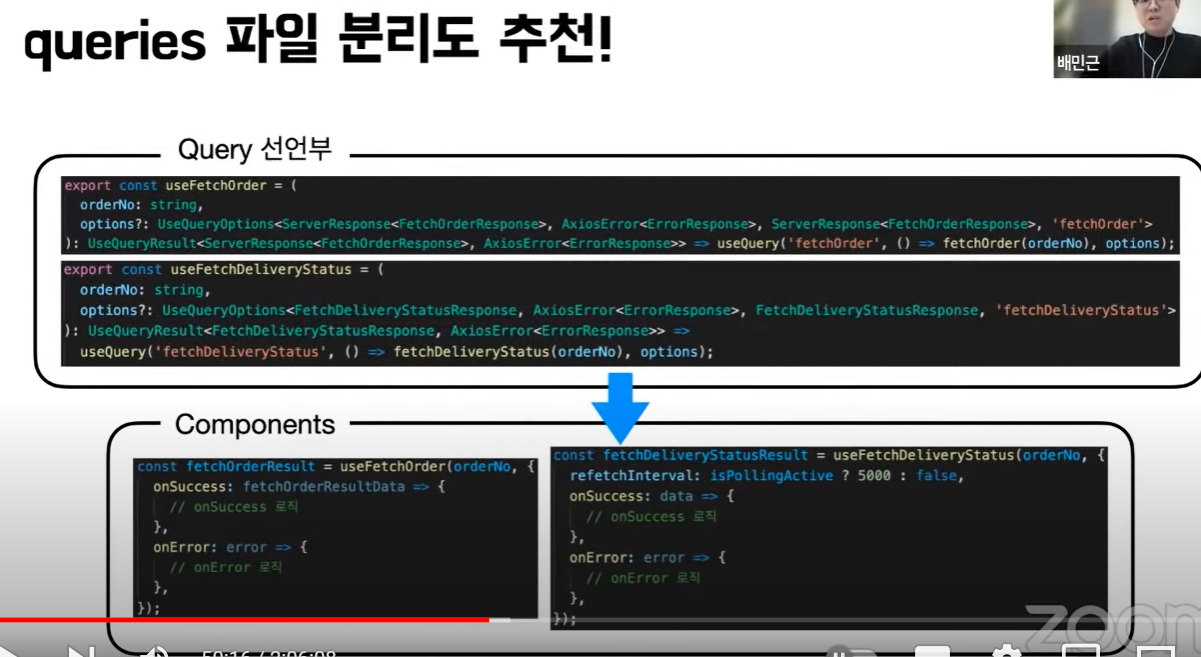 queries 파일 분리도 추천!
배민근
Query 선언부
export const useFetchOrder = (
orderNo: string,
options?: UseQueryOptions<ServerResponse<FetchOrderResponse>, AxiosError<ErrorResponse>, ServerResponse<FetchOrderResponse>, 'fetchOrder'>
): UseQueryResult<ServerResponse<FetchOrderResponse>, AxiosError<ErrorResponse>> => useQuery('fetchOrder', () => fetchOrder(orderNo), options);
export const useFetchDeliveryStatus = (
orderNo: string,
options?: UseQueryOptions<FetchDeliveryStatusResponse, AxiosError<ErrorResponse>, FetchDeliveryStatusResponse, 'fetchDeliveryStatus'>
): UseQueryResult<FetchDeliveryStatusResponse, AxiosError<ErrorResponse>> =>
useQuery('fetchDeliveryStatus', () => fetchDeliveryStatus(orderNo), options);
Components
const fetchOrderResult = useFetchOrder(orderNo, {
onSuccess: fetchOrderResultData => {
// onSuccess 로직
},
onError: error => {
// onError 로직
},
});
const fetchDeliveryStatusResult = useFetchDeliveryStatus(orderNo, {
refetchInterval: isPollingActive ? 5000 : false,
onSuccess: data => {
// onSuccess 로직
},
onError: error => {
// onError 로직
},
});
zoom
59:16 / 2:06:08